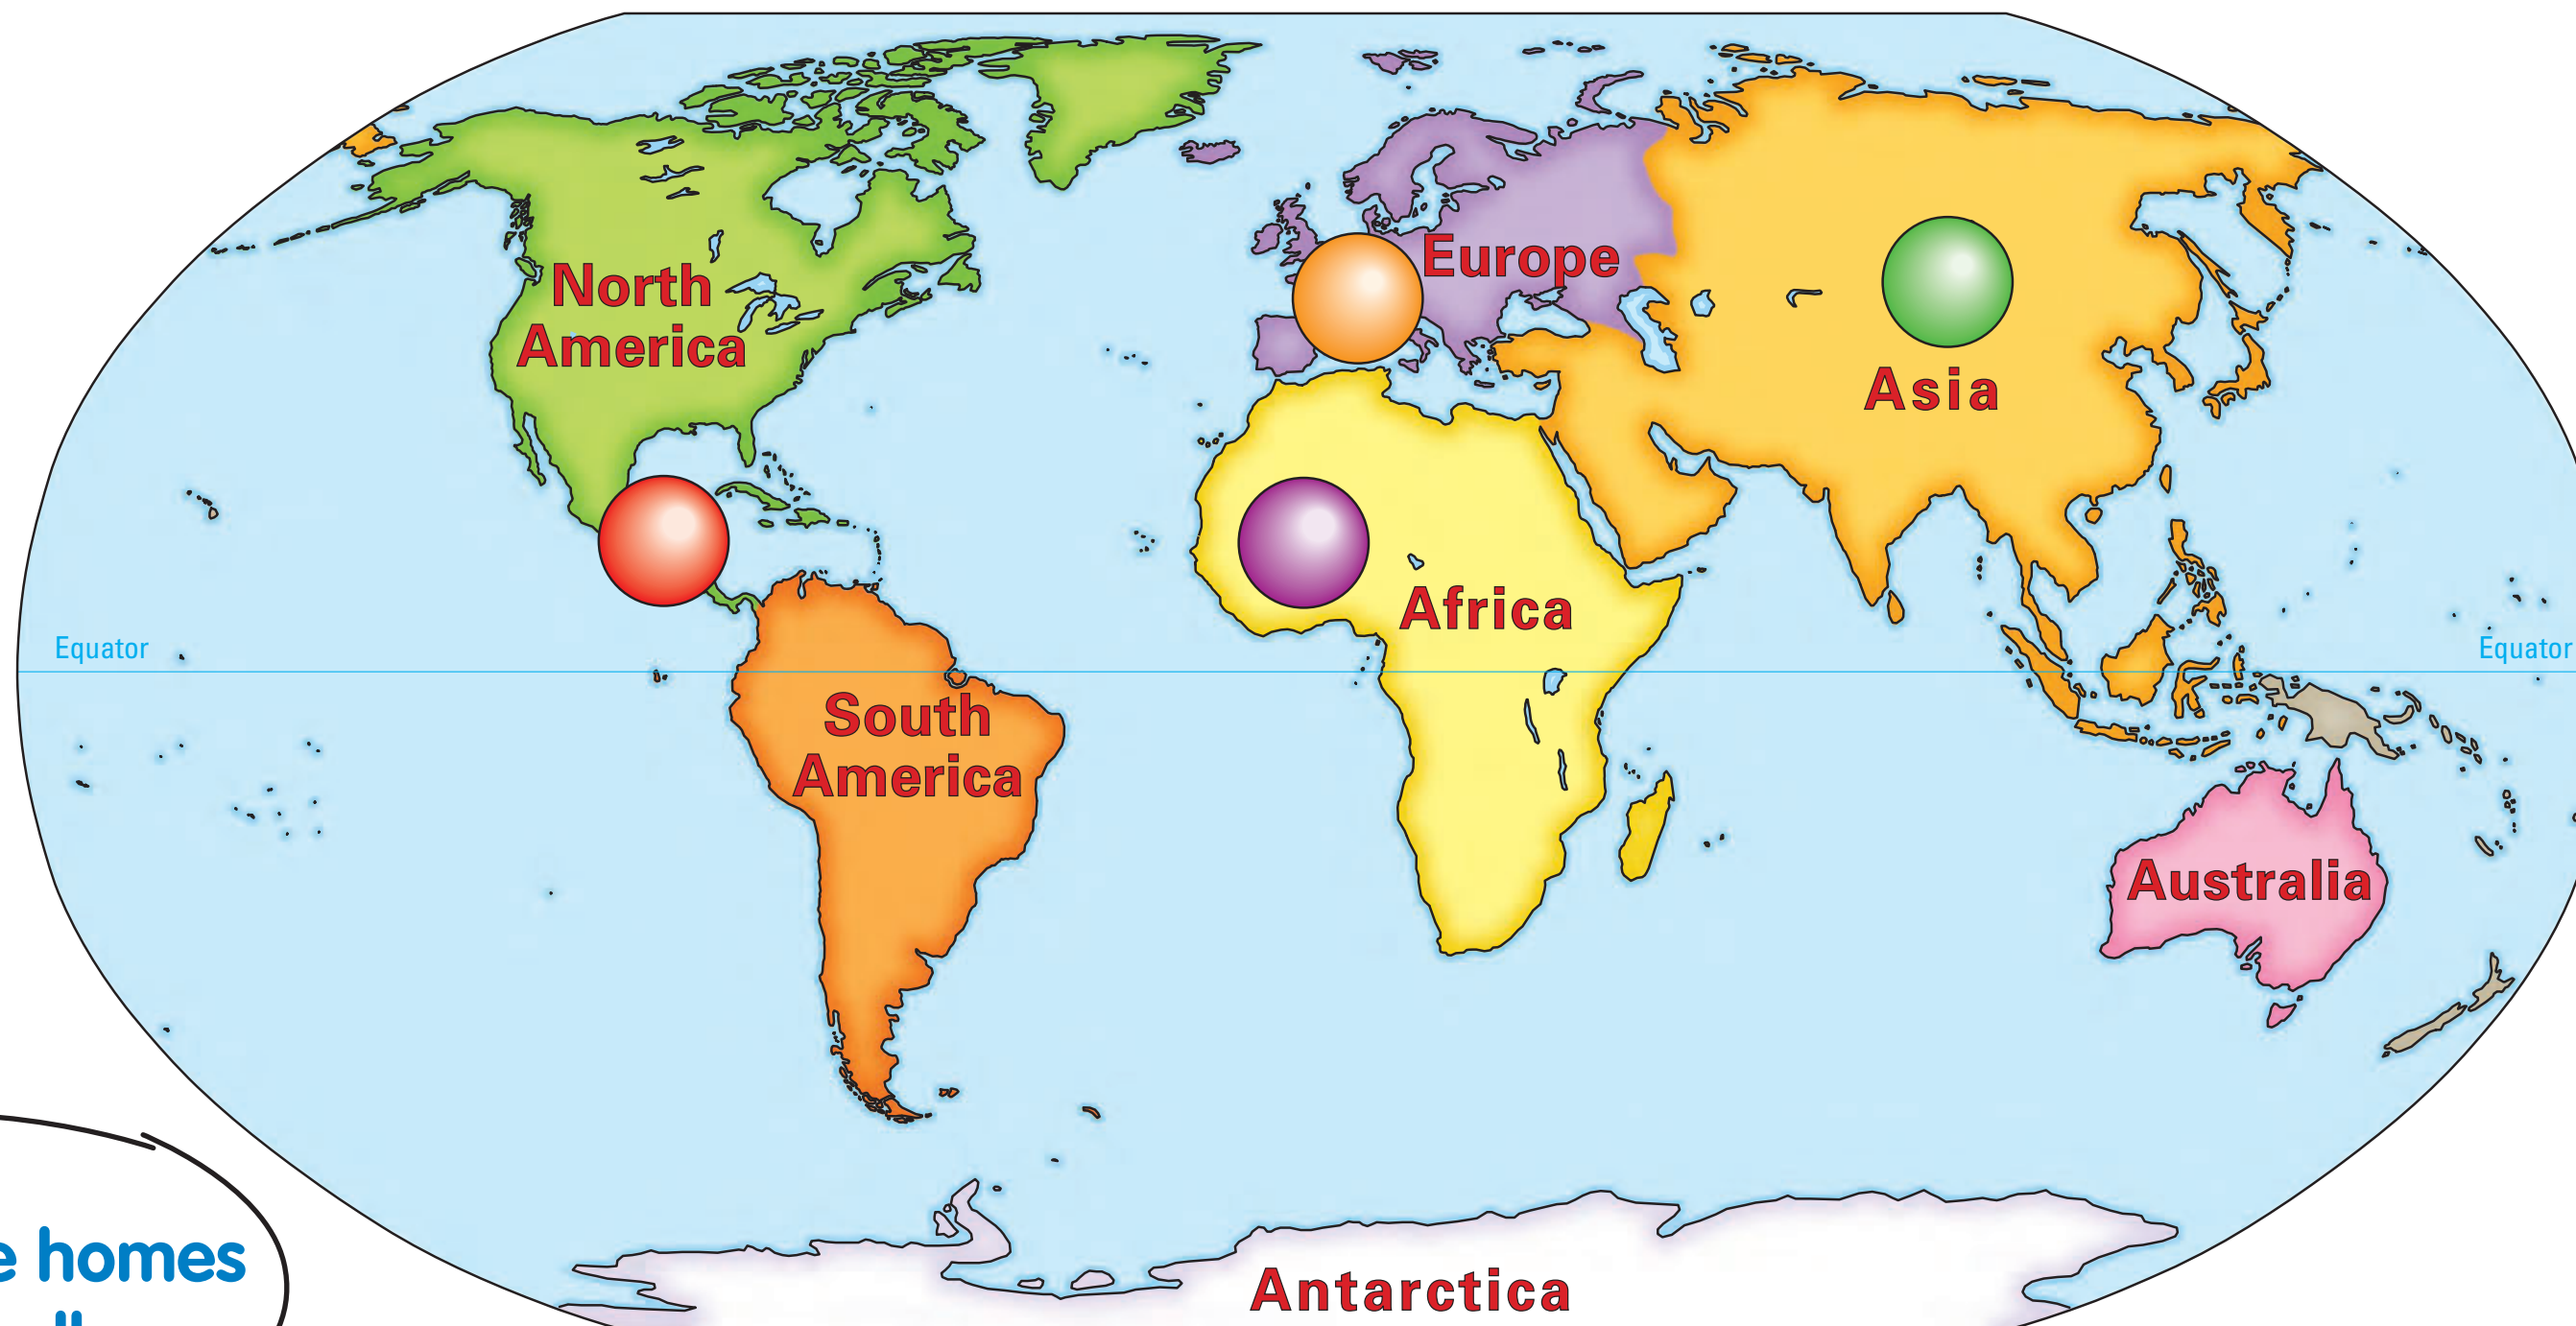 North
America
Europe
Asia
Africa
Equator
Equator
South
America
Australia
homes
Antarctica